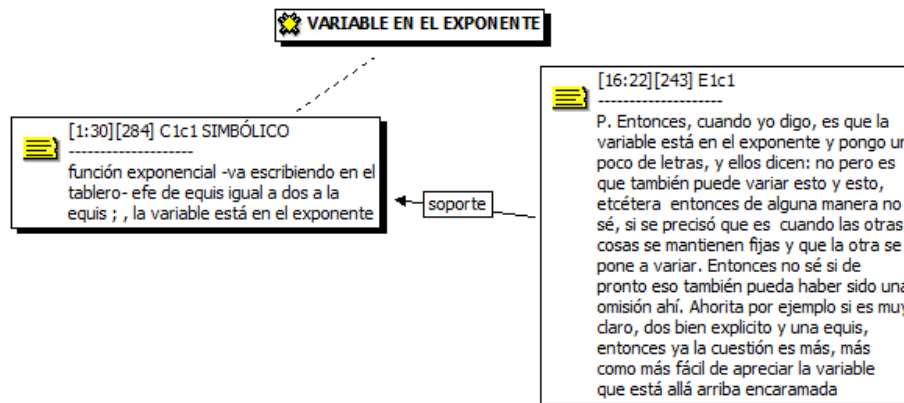 VARIABLE EN EL EXPONENTE
[1:30][284] C1c1 SIMBÓLICO
--------------------
función exponencial -va escribiendo en el
tablero- efe de equis igual a dos a la
equis ; , la variable está en el exponente
soporte
[16:22][243] E1c1
--------------------
P. Entonces, cuando yo digo, es que la
variable está en el exponente y pongo un
poco de letras, y ellos dicen: no pero es
que también puede variar esto y esto,
etcétera entonces de alguna manera no
sé, si se precisó que es cuando las otras
cosas se mantienen fijas y que la otra se
pone a variar. Entonces no sé si de
pronto eso también pueda haber sido una
omisión ahí. Ahorita por ejemplo si es muy
claro, dos bien explicito y una equis,
entonces ya la cuestión es más, más
como más fácil de apreciar la variable
que está allá arriba encaramada